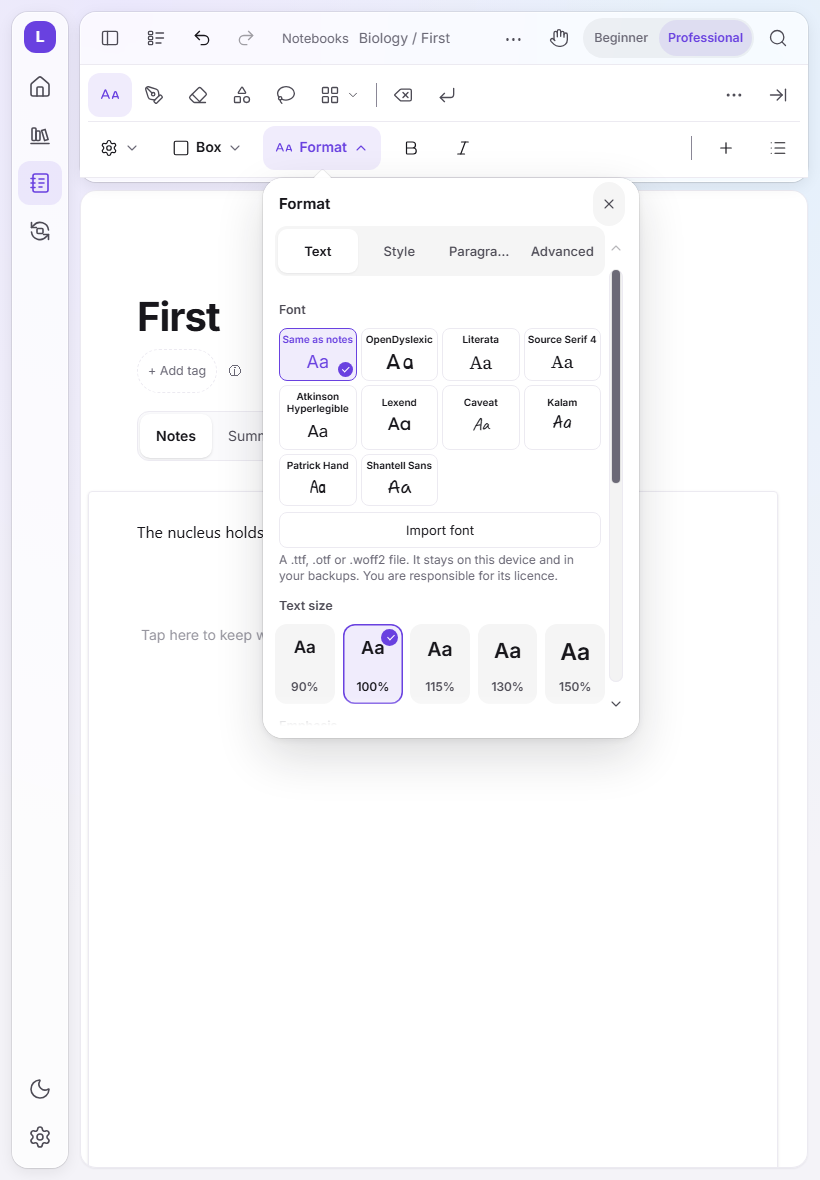 L
Notebooks Biology / First
Beginner Professional
AA
Box
AA Format
B I
Format
Text Style Paragra... Advanced
Font
Same as notes OpenDyslexic Literata Source Serif 4
Aa Aa Aa Aa
Atkinson Hyperlegible Lexend Caveat Kalam
Aa Aa Aa Aa
Patrick Hand Shantell Sans
Aa Aa
Import font
A .ttf, .otf or .woff2 file. It stays on this device and in
your backups. You are responsible for its licence.
Text size
Aa Aa Aa Aa Aa
90% 100% 115% 130% 150%
First
+ Add tag
Notes Summ
The nucleus holds
Tap here to keep w